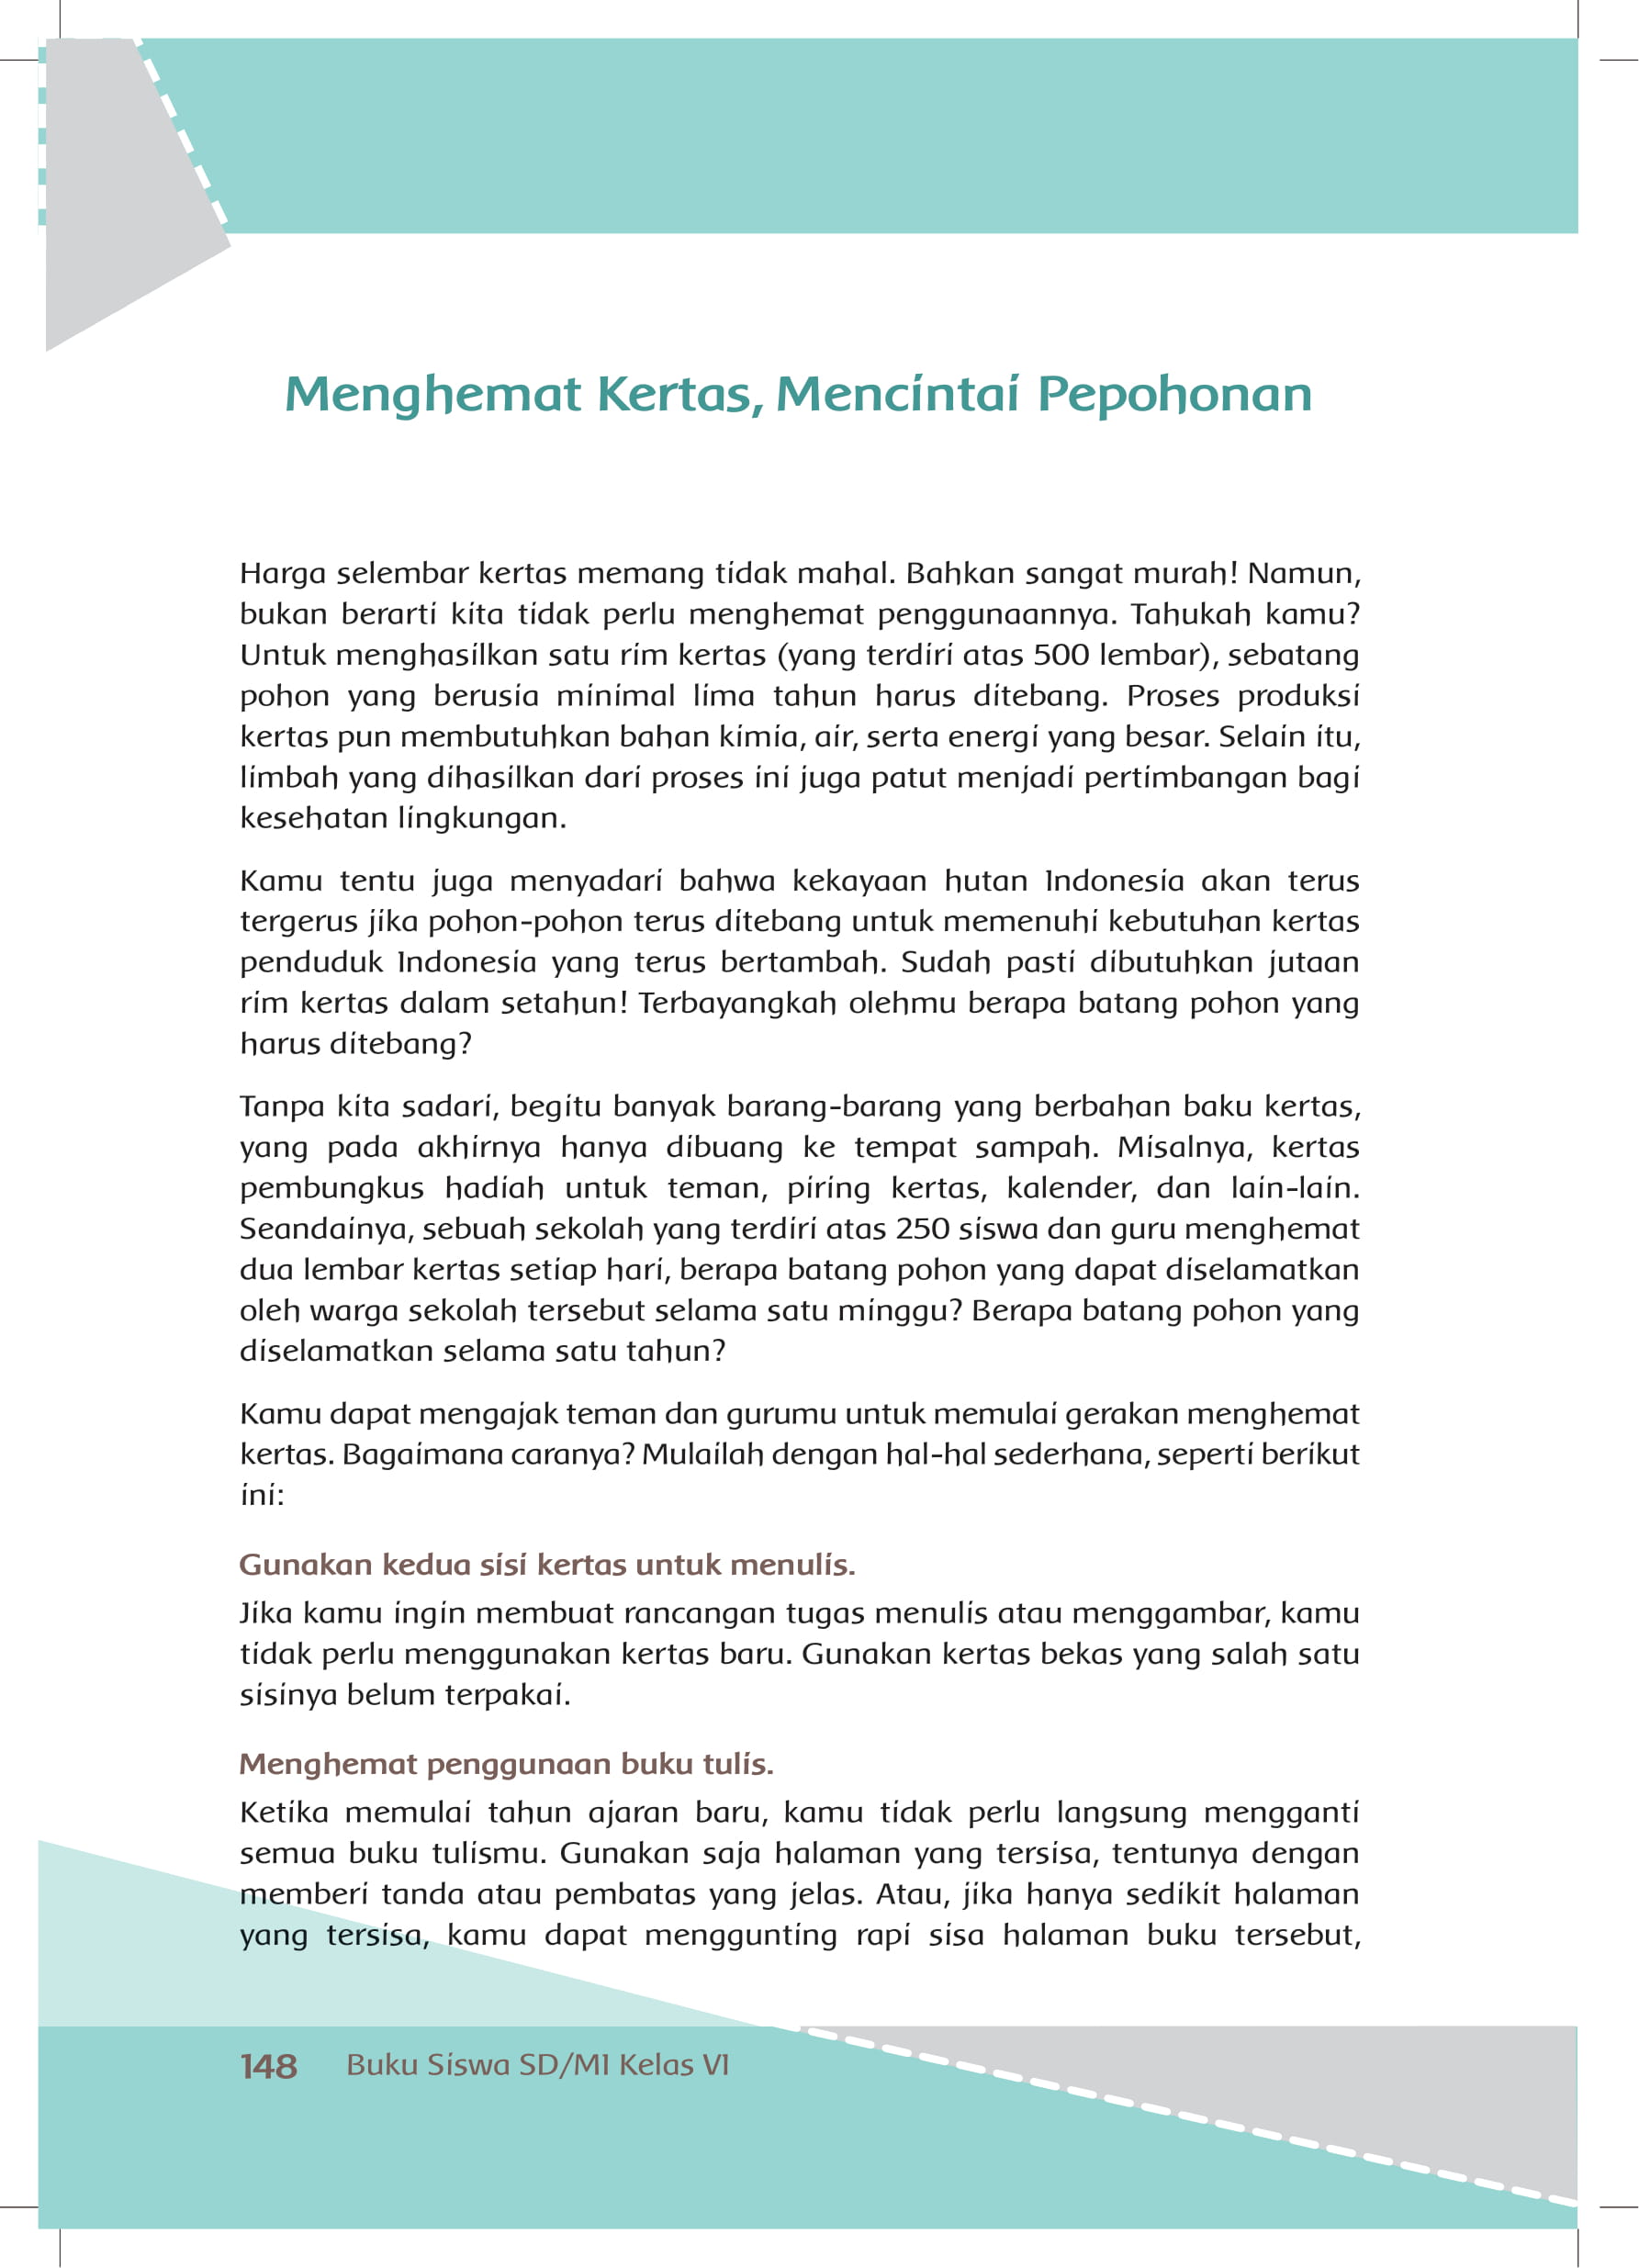 Menghemat Kertas, Mencintai Pepohonan
Harga selembar kertas memang tidak mahal. Bahkan sangat murah! Namun,
bukan berarti kita tidak perlu menghemat penggunaannya. Tahukah kamu?
Untuk menghasilkan satu rim kertas (yang terdiri atas 500 lembar), sebatang
pohon yang berusia minimal lima tahun harus ditebang. Proses produksi
kertas pun membutuhkan bahan kimia, air, serta energi yang besar. Selain itu,
limbah yang dihasilkan dari proses ini juga patut menjadi pertimbangan bagi
kesehatan lingkungan.
Kamu tentu juga menyadari bahwa kekayaan hutan Indonesia akan terus
tergerus jika pohon-pohon terus ditebang untuk memenuhi kebutuhan kertas
penduduk Indonesia yang terus bertambah. Sudah pasti dibutuhkan jutaan
rim kertas dalam setahun! Terbayangkah olehmu berapa batang pohon yang
harus ditebang?
Tanpa kita sadari, begitu banyak barang-barang yang berbahan baku kertas,
yang pada akhirnya hanya dibuang ke tempat sampah. Misalnya, kertas
pembungkus hadiah untuk teman, piring kertas, kalender, dan lain-lain.
Seandainya, sebuah sekolah yang terdiri atas 250 siswa dan guru menghemat
dua lembar kertas setiap hari, berapa batang pohon yang dapat diselamatkan
oleh warga sekolah tersebut selama satu minggu? Berapa batang pohon yang
diselamatkan selama satu tahun?
Kamu dapat mengajak teman dan gurumu untuk memulai gerakan menghemat
kertas. Bagaimana caranya? Mulailah dengan hal-hal sederhana, seperti berikut
ini:
Gunakan kedua sisi kertas untuk menulis.
Jika kamu ingin membuat rancangan tugas menulis atau menggambar, kamu
tidak perlu menggunakan kertas baru. Gunakan kertas bekas yang salah satu
sisinya belum terpakai.
Menghemat penggunaan buku tulis.
Ketika memulai tahun ajaran baru, kamu tidak perlu langsung mengganti
semua buku tulismu. Gunakan saja halaman yang tersisa, tentunya dengan
memberi tanda atau pembatas yang jelas. Atau, jika hanya sedikit halaman
yang tersisa, kamu dapat menggunting rapi sisa halaman buku tersebut,
148 Buku Siswa SD/MI Kelas VI